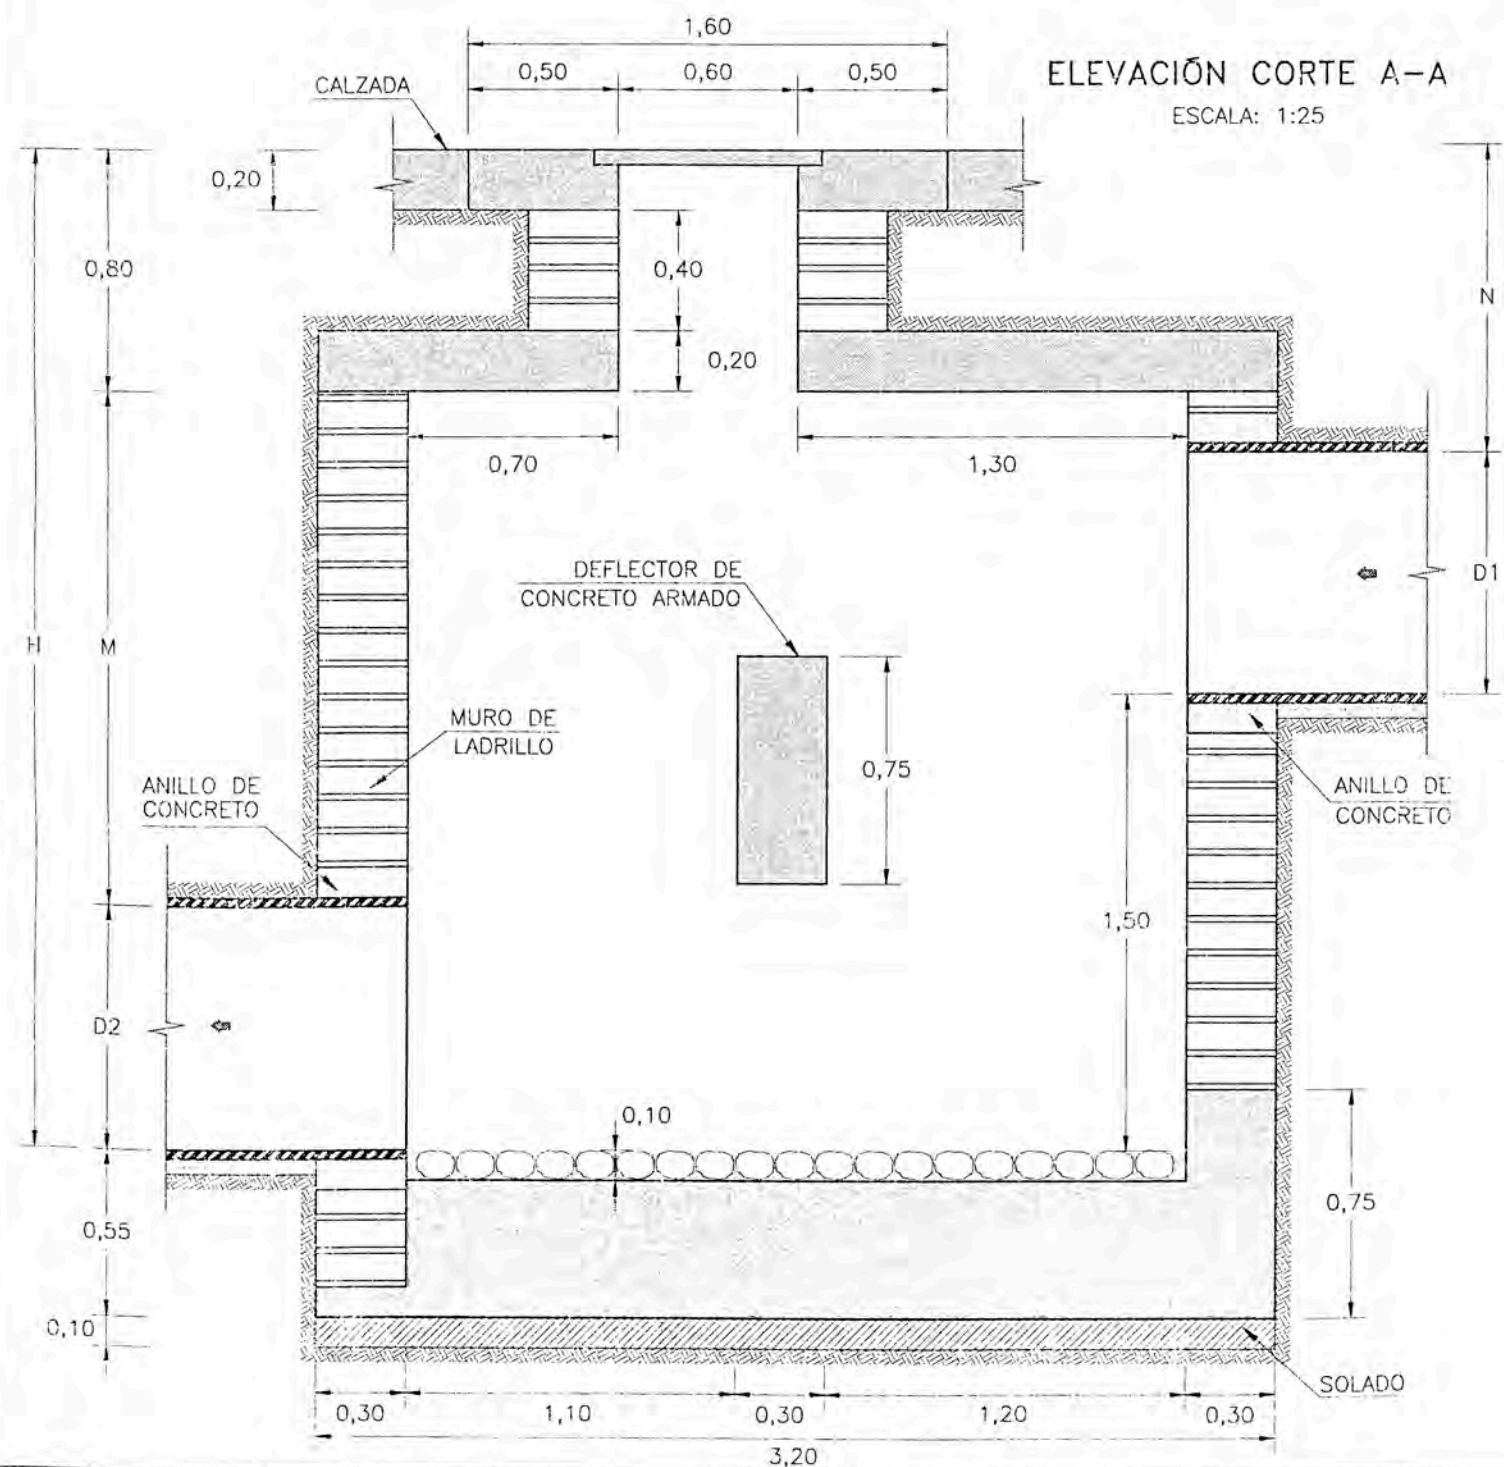 1,60
0,50
0,60
0,50
ELEVACIÓN CORTE A-A
ESCALA: 1:25
CALZADA
0,20
0,80
0,40
N
0,20
0,70
1,30
DEFLECTOR DE
CONCRETO ARMADO
D1
H
M
MURO DE
LADRILLO
0,75
ANILLO DE
CONCRETO
ANILLO DE
CONCRETO
1,50
D2
0,10
0,75
0,55
0,10
SOLADO
0,30
1,10
0,30
1,20
0,30
3,20